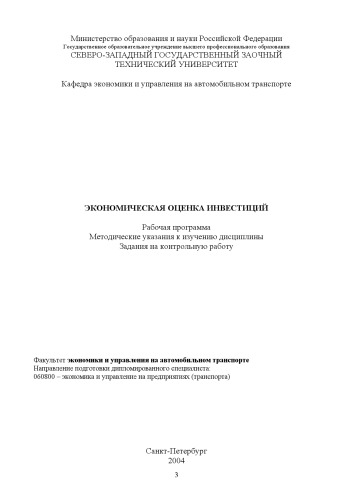 Министерство образования и науки Российской Федерации
Государственное образовательное учреждение высшего профессионального образования
СЕВЕРО-ЗАПАДНЫЙ ГОСУДАРСТВЕННЫЙ ЗАОЧНЫЙ
ТЕХНИЧЕСКИЙ УНИВЕРСИТЕТ
Кафедра экономики и управления на автомобильном транспорте
ЭКОНОМИЧЕСКАЯ ОЦЕНКА ИНВЕСТИЦИЙ
Рабочая программа
Методические указания к изучению дисциплины
Задания на контрольную работу
Факультет экономики и управления на автомобильном транспорте
Направление подготовки дипломированного специалиста:
060800 – экономика и управление на предприятиях (транспорта)
Санкт-Петербург
2004
3